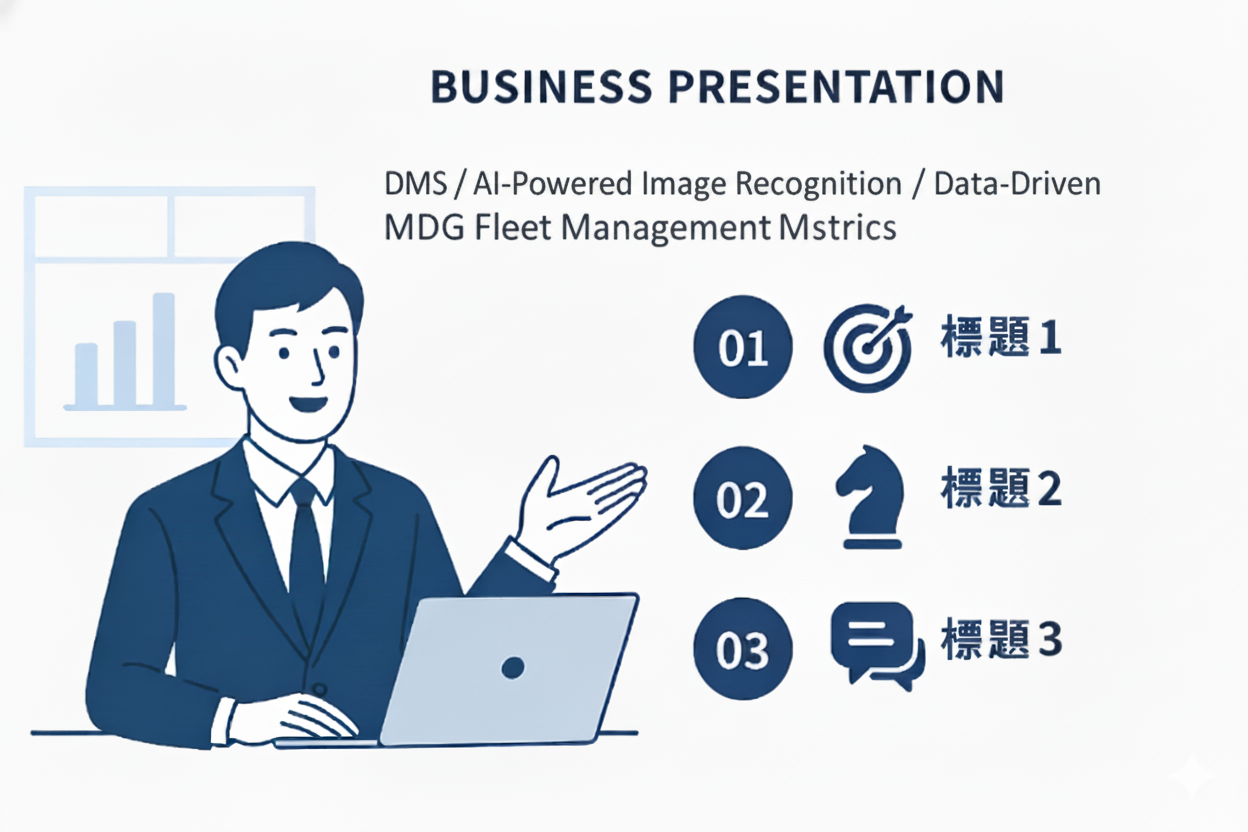 BUSINESS PRESENTATION
DMS / AI-Powered Image Recognition / Data-Driven
MDG Fleet Management Mstrics
01 標題1
02 標題2
03 標題3